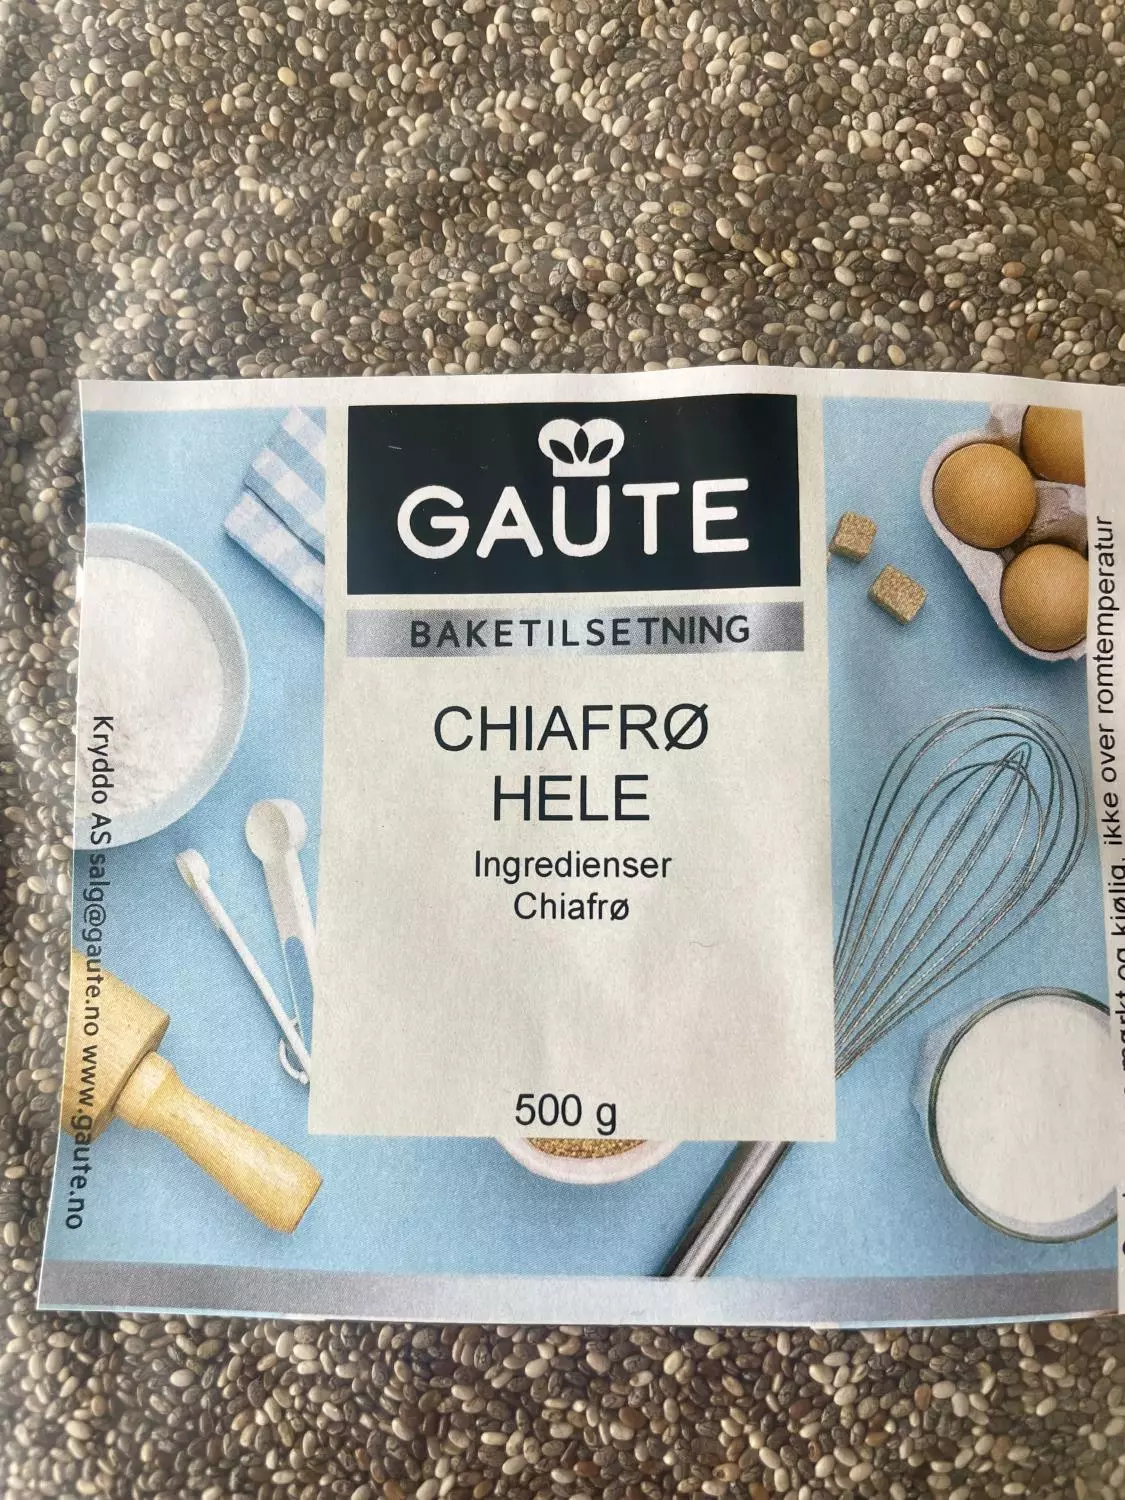 GAUTE
BAKETILSETNING
CHIAFRØ
HELE
Ingredienser
Chiafrø
500 g
Kryddo AS salg@gaute.no www.gaute.no
og kjølig, ikke over romtemperatur